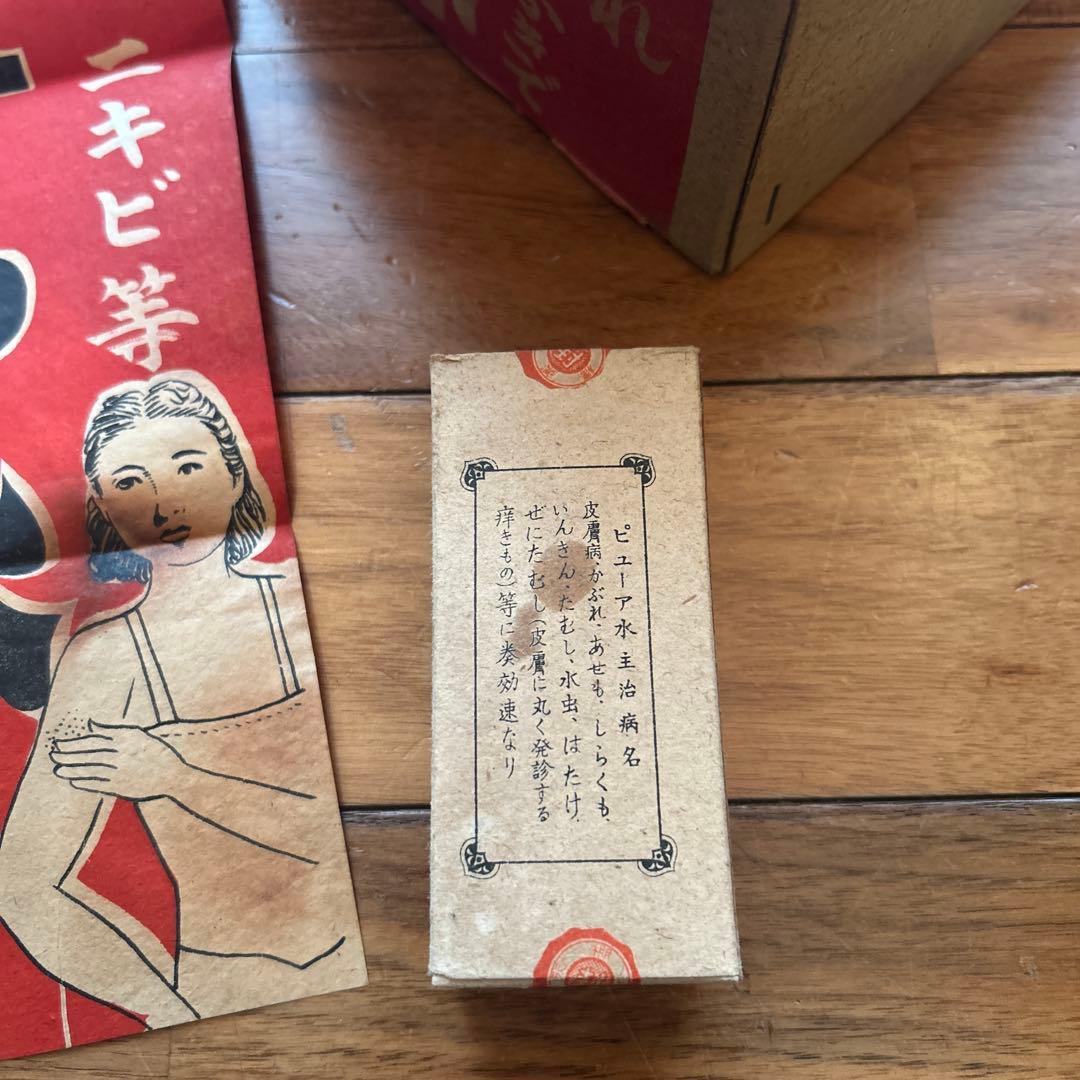 ピューア水主治病名
皮膚病、かぶれ、あせも、しらくも、
いんきん、たむし、水虫、はたけ、
ぜにたむし（皮膚に丸く発診する
痒きもの）等に奏効速なり
ニキビ等
れ